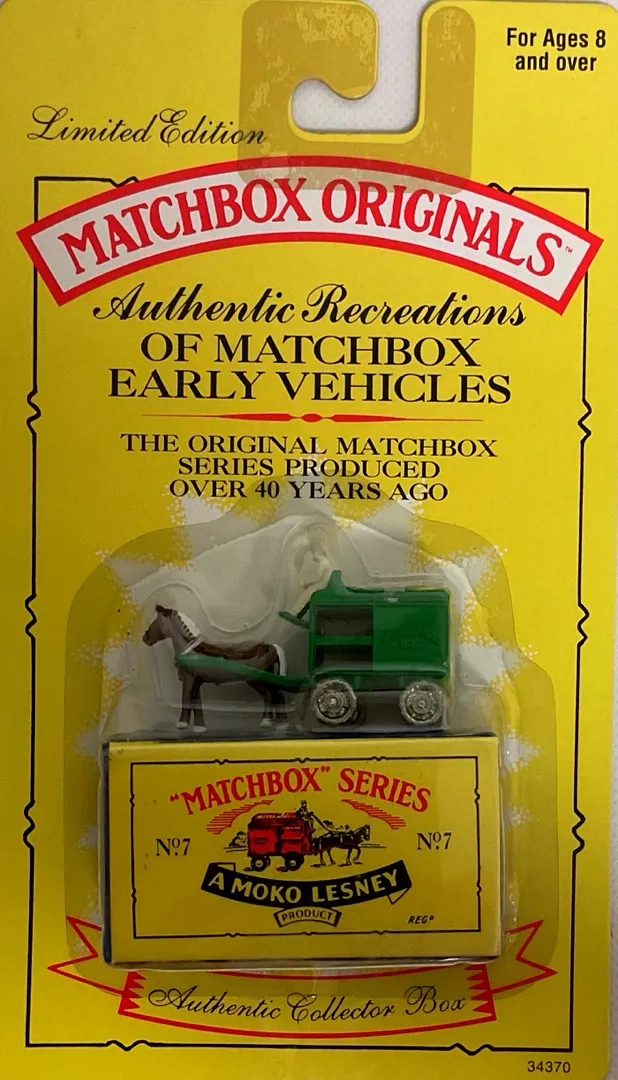 For Ages 8
and over
Limited Edition
MATCHBOX ORIGINALS™
Authentic Recreations
OF MATCHBOX
EARLY VEHICLES
THE ORIGINAL MATCHBOX
SERIES PRODUCED
OVER 40 YEARS AGO
"MATCHBOX" SERIES
Nº7
Nº7
A MOKO LESNEY
PRODUCT
REGD
Authentic Collector Box
34370